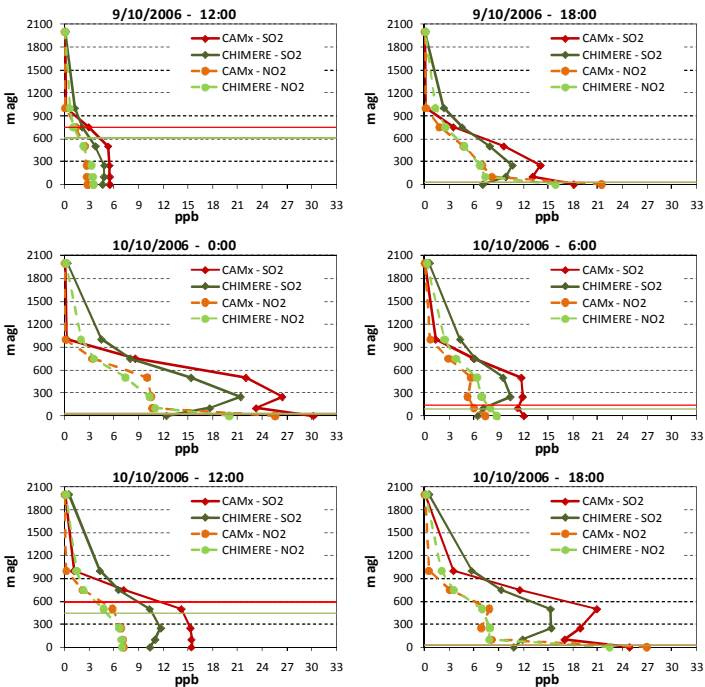 9/10/2006 - 12:00
2100
1800
1500
1200
900
600
300
0
m agl
CAMx - SO2
CHIMERE - SO2
CAMx - NO2
CHIMERE - NO2
0 3 6 9 12 15 18 21 24 27 30 33
ppb
9/10/2006 - 18:00
2100
1800
1500
1200
900
600
300
0
m agl
CAMx - SO2
CHIMERE - SO2
CAMx - NO2
CHIMERE - NO2
0 3 6 9 12 15 18 21 24 27 30 33
ppb
10/10/2006 - 0:00
2100
1800
1500
1200
900
600
300
0
m agl
CAMx - SO2
CHIMERE - SO2
CAMx - NO2
CHIMERE - NO2
0 3 6 9 12 15 18 21 24 27 30 33
ppb
10/10/2006 - 6:00
2100
1800
1500
1200
900
600
300
0
m agl
CAMx - SO2
CHIMERE - SO2
CAMx - NO2
CHIMERE - NO2
0 3 6 9 12 15 18 21 24 27 30 33
ppb
10/10/2006 - 12:00
2100
1800
1500
1200
900
600
300
0
m agl
CAMx - SO2
CHIMERE - SO2
CAMx - NO2
CHIMERE - NO2
0 3 6 9 12 15 18 21 24 27 30 33
ppb
10/10/2006 - 18:00
2100
1800
1500
1200
900
600
300
0
m agl
CAMx - SO2
CHIMERE - SO2
CAMx - NO2
CHIMERE - NO2
0 3 6 9 12 15 18 21 24 27 30 33
ppb